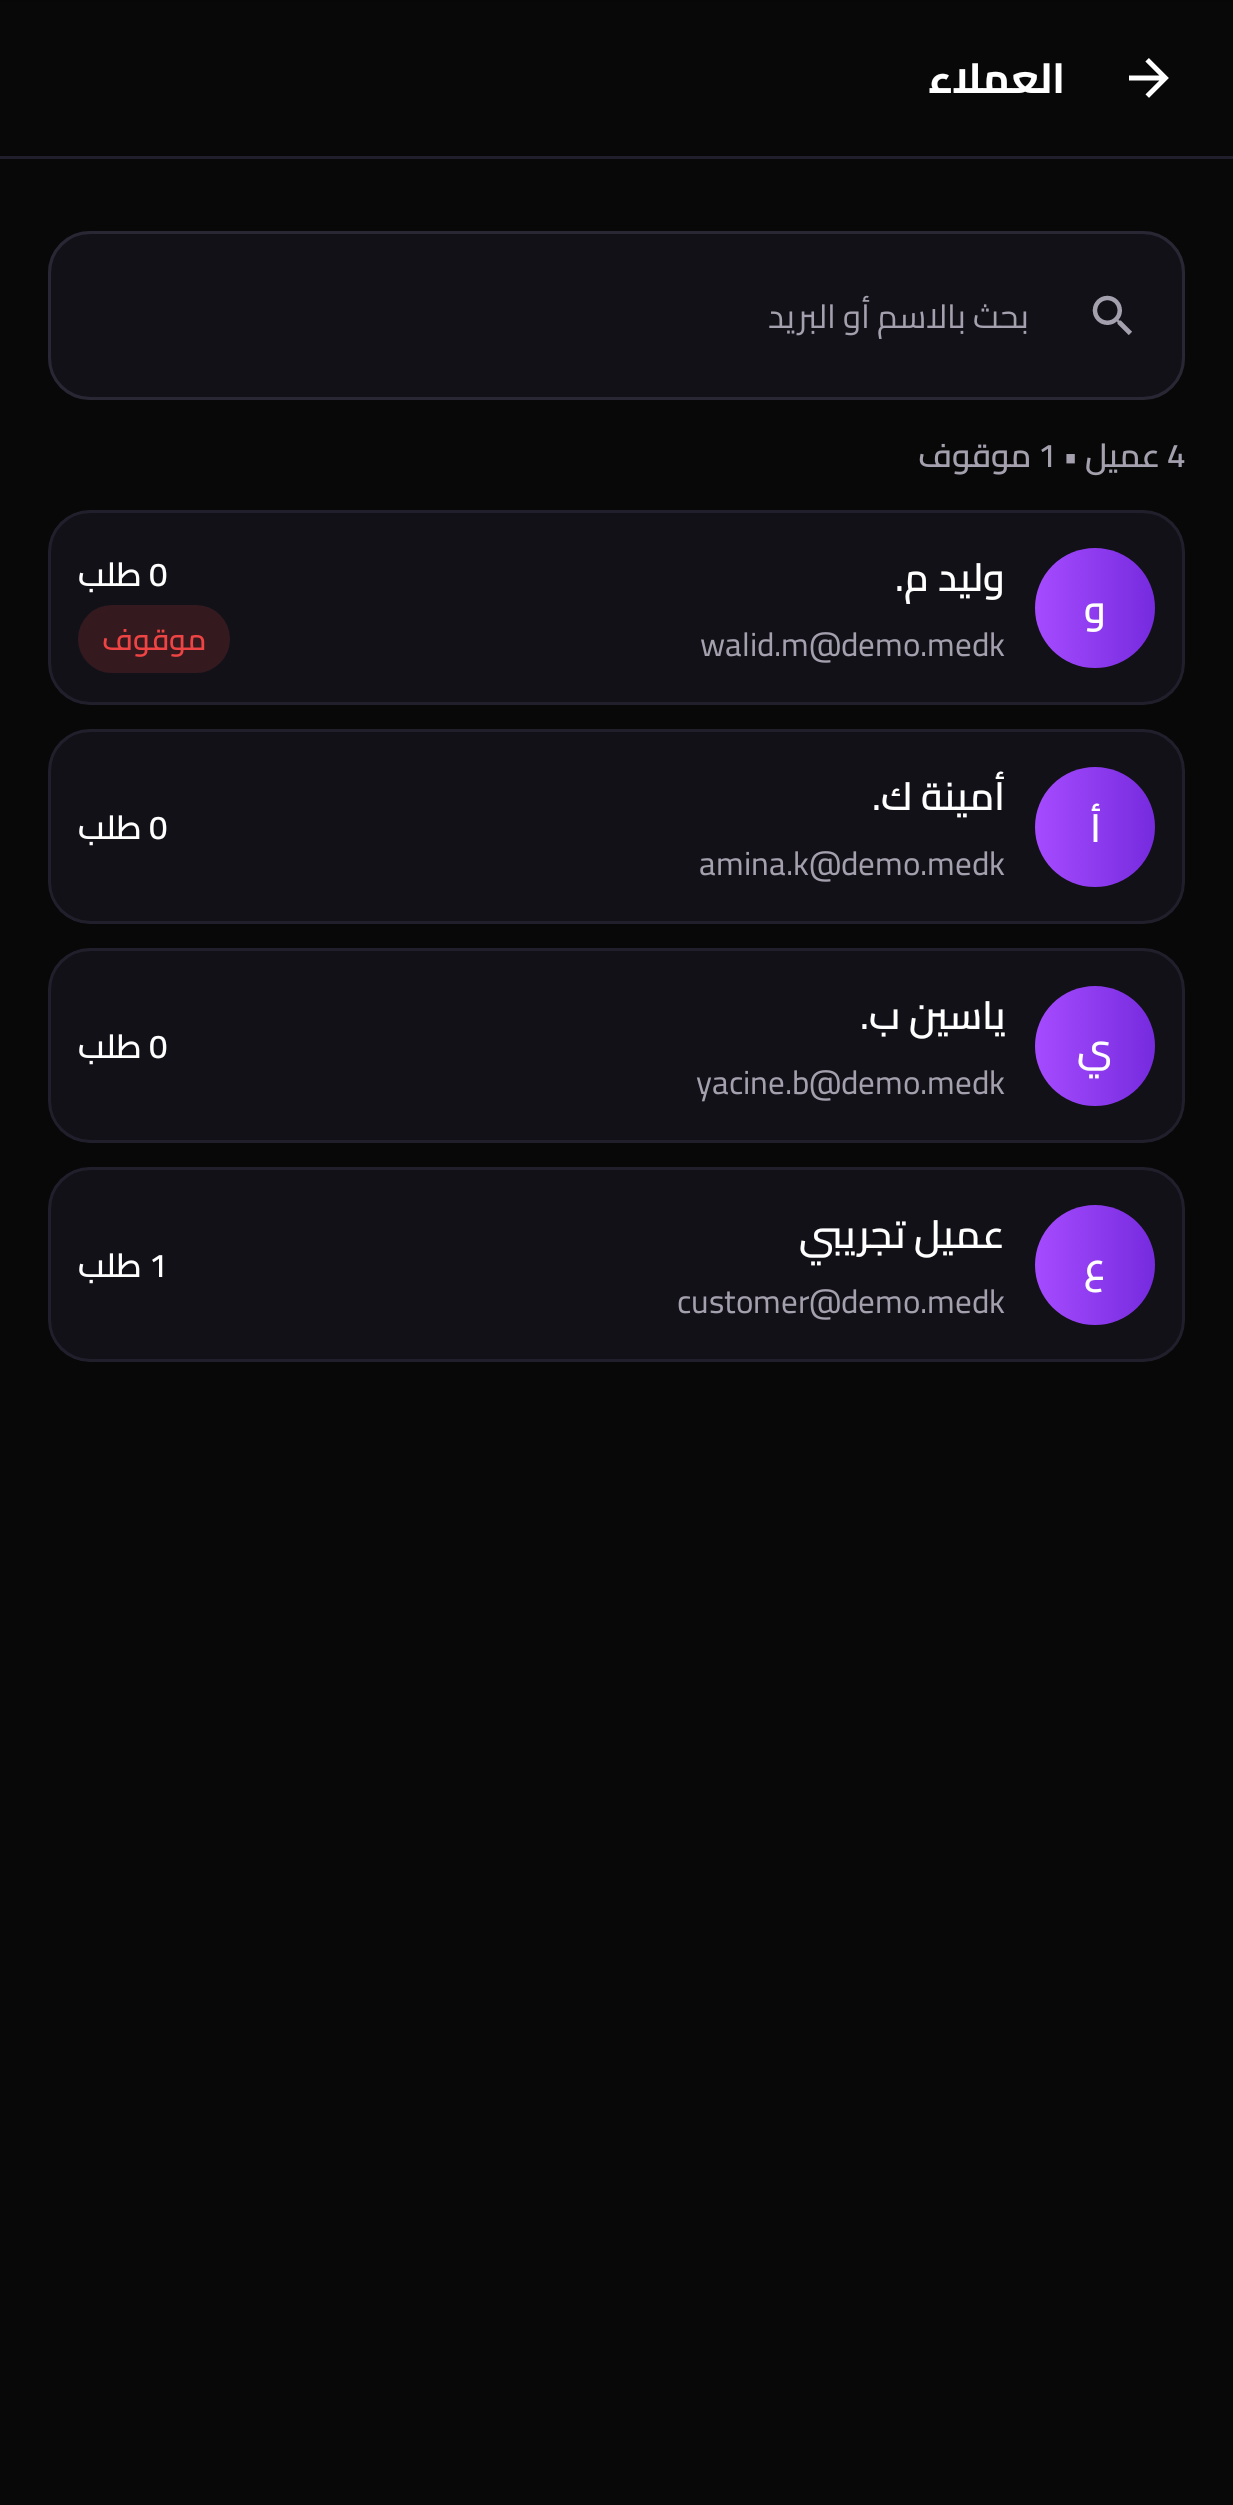 العملاء
بحث بالاسم أو البريد
4 عميل ▪ 1 موقوف
و
وليد م.
walid.m@demo.medk
0 طلب
موقوف
أ
أمينة ك.
amina.k@demo.medk
0 طلب
ي
ياسين ب.
yacine.b@demo.medk
0 طلب
ع
عميل تجريبي
customer@demo.medk
1 طلب